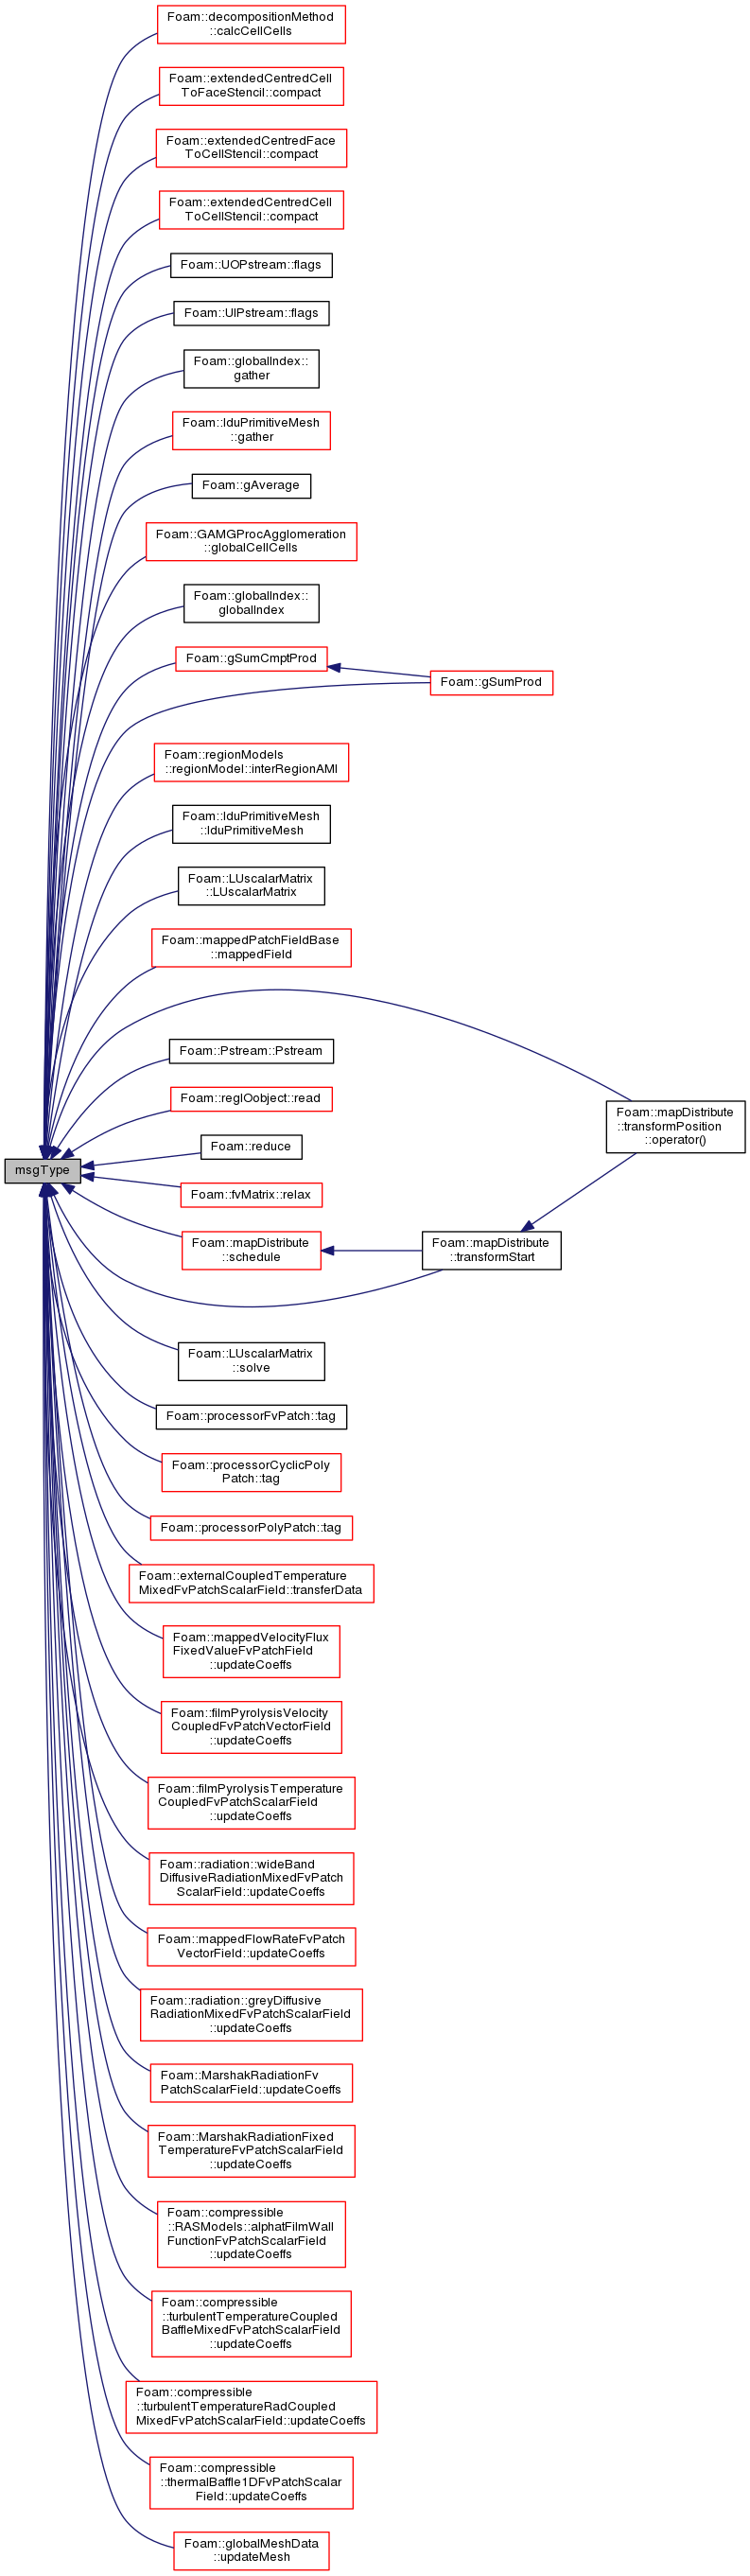 Foam::decompositionMethod
::calcCellCells
Foam::extendedCentredCell
ToFaceStencil::compact
Foam::extendedCentredFace
ToCellStencil::compact
Foam::extendedCentredCell
ToCellStencil::compact
Foam::UOPstream::flags
Foam::UIPstream::flags
Foam::globalIndex::
gather
Foam::lduPrimitiveMesh
::gather
Foam::gAverage
Foam::GAMGProcAgglomeration
::globalCellCells
Foam::globalIndex::
globalIndex
Foam::gSumCmptProd
Foam::gSumProd
Foam::regionModels
::regionModel::interRegionAMI
Foam::lduPrimitiveMesh
::lduPrimitiveMesh
Foam::LUscalarMatrix
::LUscalarMatrix
Foam::mappedPatchFieldBase
::mappedField
Foam::Pstream::Pstream
Foam::regIOobject::read
Foam::mapDistribute
::transformPosition
::operator()
Foam::reduce
msgType
Foam::fvMatrix::relax
Foam::mapDistribute
::schedule
Foam::mapDistribute
::transformStart
Foam::LUscalarMatrix
::solve
Foam::processorFvPatch::tag
Foam::processorCyclicPoly
Patch::tag
Foam::processorPolyPatch::tag
Foam::externalCoupledTemperature
MixedFvPatchScalarField::transferData
Foam::mappedVelocityFlux
FixedValueFvPatchField
::updateCoeffs
Foam::filmPyrolysisVelocity
CoupledFvPatchVectorField
::updateCoeffs
Foam::filmPyrolysisTemperature
CoupledFvPatchScalarField
::updateCoeffs
Foam::radiation::wideBand
DiffusiveRadiationMixedFvPatch
ScalarField::updateCoeffs
Foam::mappedFlowRateFvPatch
VectorField::updateCoeffs
Foam::radiation::greyDiffusive
RadiationMixedFvPatchScalarField
::updateCoeffs
Foam::MarshakRadiationFv
PatchScalarField::updateCoeffs
Foam::MarshakRadiationFixed
TemperatureFvPatchScalarField
::updateCoeffs
Foam::compressible
::RASModels::alphatFilmWall
FunctionFvPatchScalarField
::updateCoeffs
Foam::compressible
::turbulentTemperatureCoupled
BaffleMixedFvPatchScalarField
::updateCoeffs
Foam::compressible
::turbulentTemperatureRadCoupled
MixedFvPatchScalarField::updateCoeffs
Foam::compressible
::thermalBaffle1DFvPatchScalar
Field::updateCoeffs
Foam::globalMeshData
::updateMesh